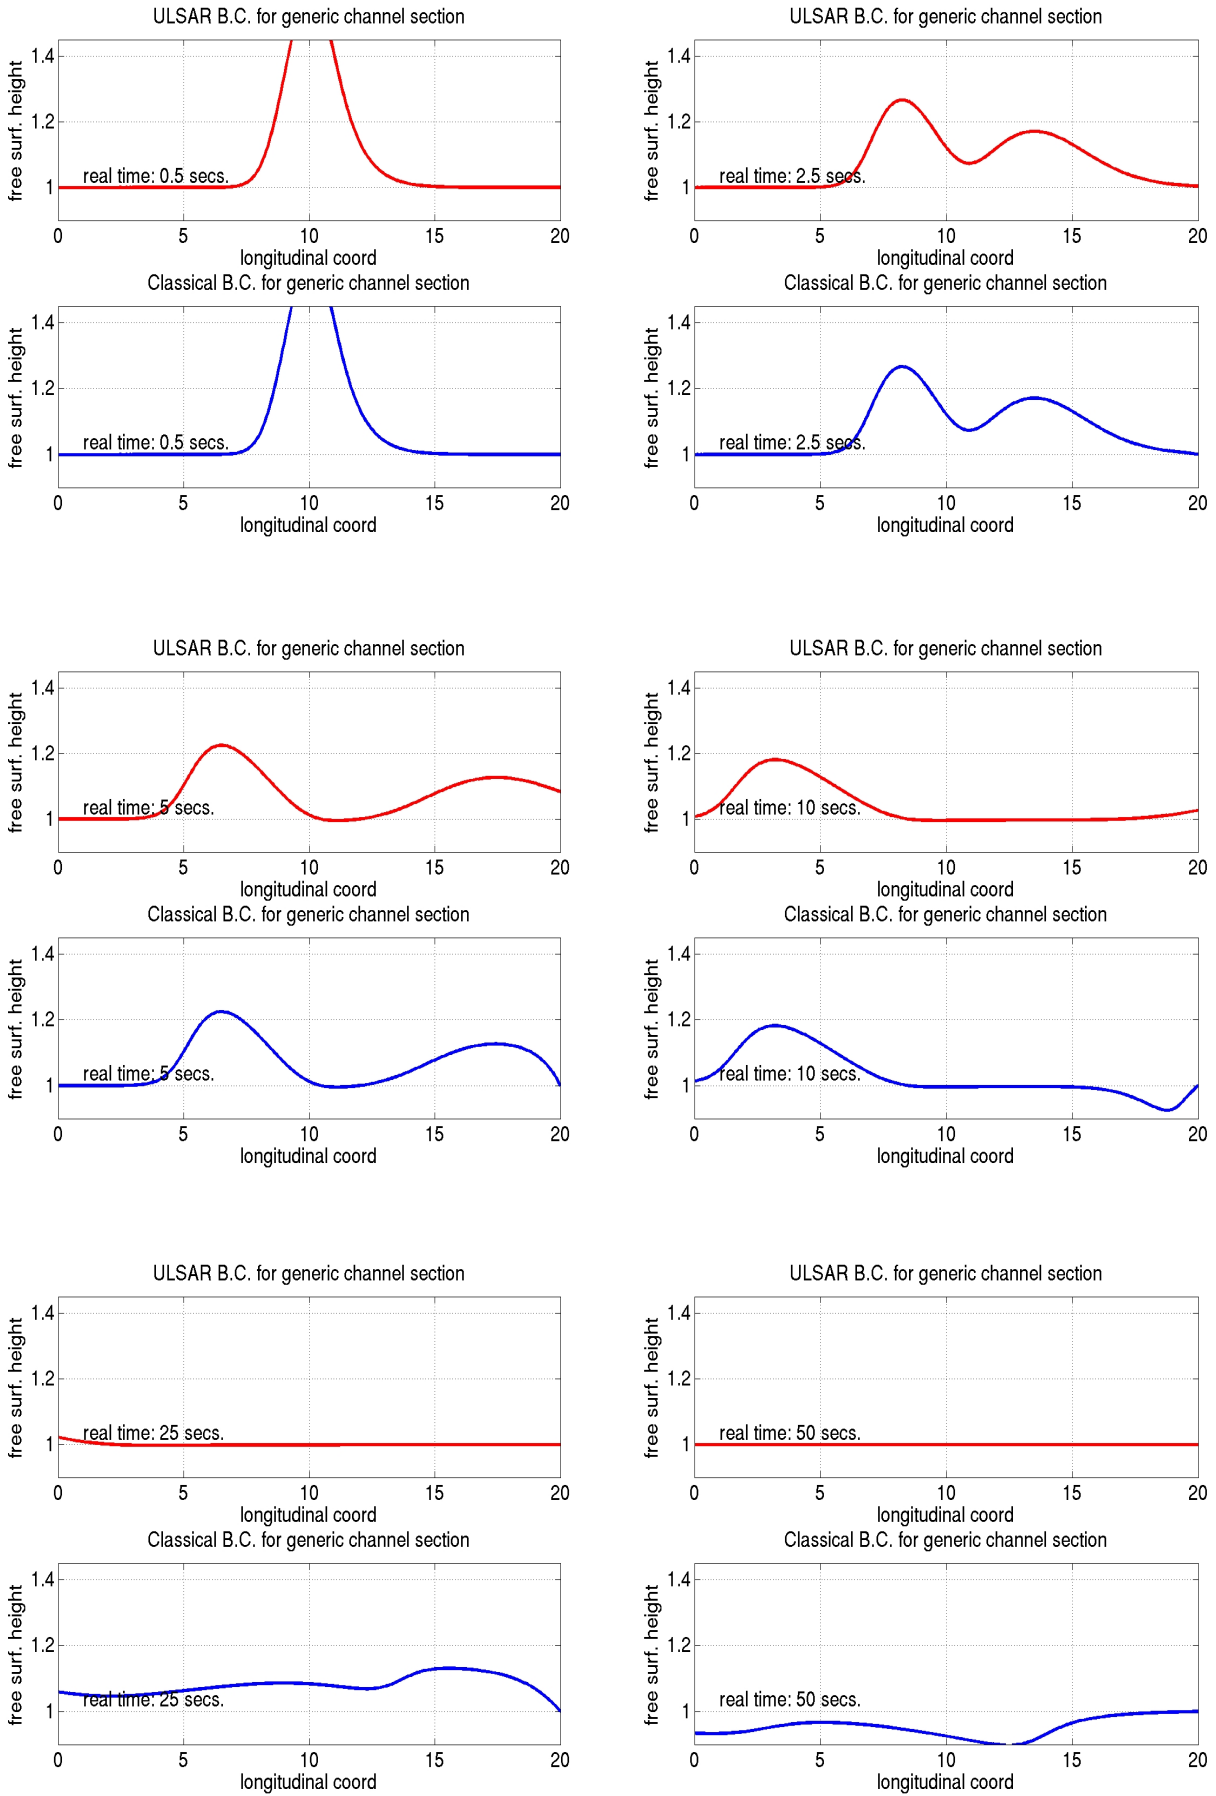 ULSAR B.C. for generic channel section
free surf. height
1.4
1.2
1
real time: 0.5 secs.
0 5 10 15 20
longitudinal coord
ULSAR B.C. for generic channel section
free surf. height
1.4
1.2
1
real time: 2.5 secs.
0 5 10 15 20
longitudinal coord
Classical B.C. for generic channel section
free surf. height
1.4
1.2
1
real time: 0.5 secs.
0 5 10 15 20
longitudinal coord
Classical B.C. for generic channel section
free surf. height
1.4
1.2
1
real time: 2.5 secs.
0 5 10 15 20
longitudinal coord
ULSAR B.C. for generic channel section
free surf. height
1.4
1.2
1
real time: 5 secs.
0 5 10 15 20
longitudinal coord
ULSAR B.C. for generic channel section
free surf. height
1.4
1.2
1
real time: 10 secs.
0 5 10 15 20
longitudinal coord
Classical B.C. for generic channel section
free surf. height
1.4
1.2
1
real time: 5 secs.
0 5 10 15 20
longitudinal coord
Classical B.C. for generic channel section
free surf. height
1.4
1.2
1
real time: 10 secs.
0 5 10 15 20
longitudinal coord
ULSAR B.C. for generic channel section
free surf. height
1.4
1.2
1
real time: 25 secs.
0 5 10 15 20
longitudinal coord
ULSAR B.C. for generic channel section
free surf. height
1.4
1.2
1
real time: 50 secs.
0 5 10 15 20
longitudinal coord
Classical B.C. for generic channel section
free surf. height
1.4
1.2
1
real time: 25 secs.
0 5 10 15 20
longitudinal coord
Classical B.C. for generic channel section
free surf. height
1.4
1.2
1
real time: 50 secs.
0 5 10 15 20
longitudinal coord